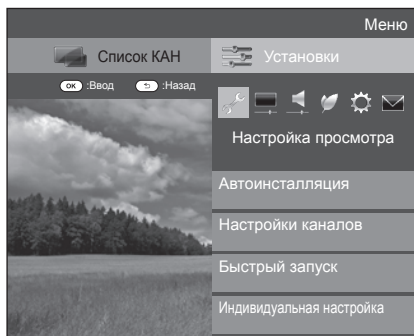 Меню
Список КАН
Установки
OK :Ввод :Назад
Настройка просмотра
Автоинсталляция
Настройки каналов
Быстрый запуск
Индивидуальная настройка